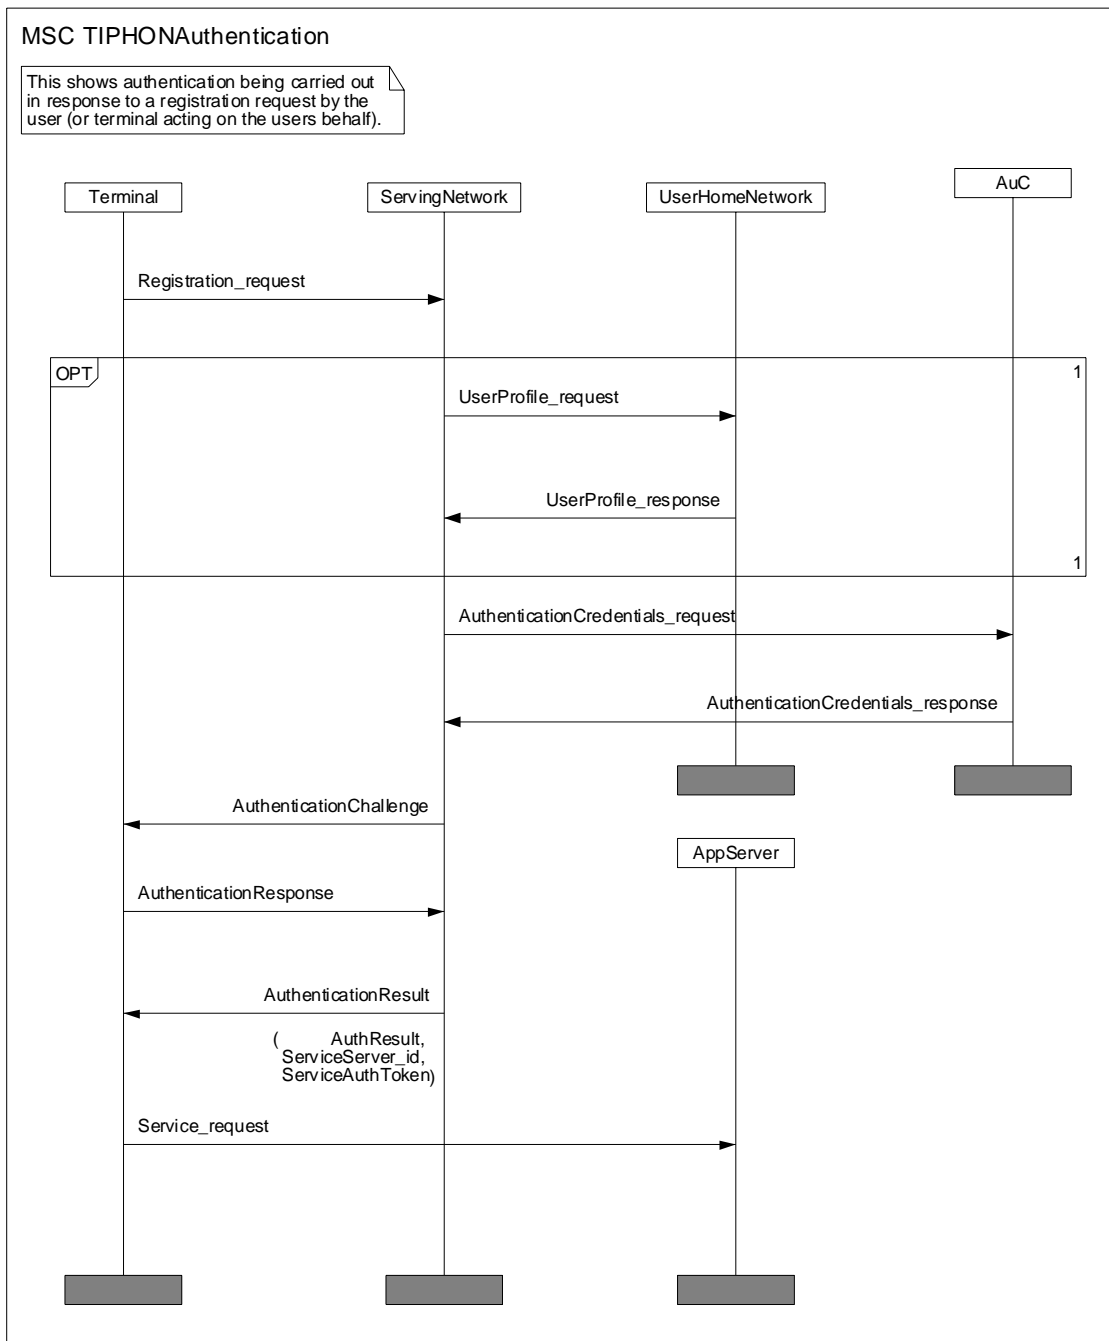 MSC TIPHONAuthentication
This shows authentication being carried out
in response to a registration request by the
user (or terminal acting on the users behalf).
AuC
Terminal
ServingNetwork
UserHomeNetwork
Registration_request
OPT
1
UserProfile_request
UserProfile_response
1
AuthenticationCredentials_request
AuthenticationCredentials_response
AuthenticationChallenge
AppServer
AuthenticationResponse
AuthenticationResult
( AuthResult,
ServiceServer_id,
ServiceAuthToken)
Service_request